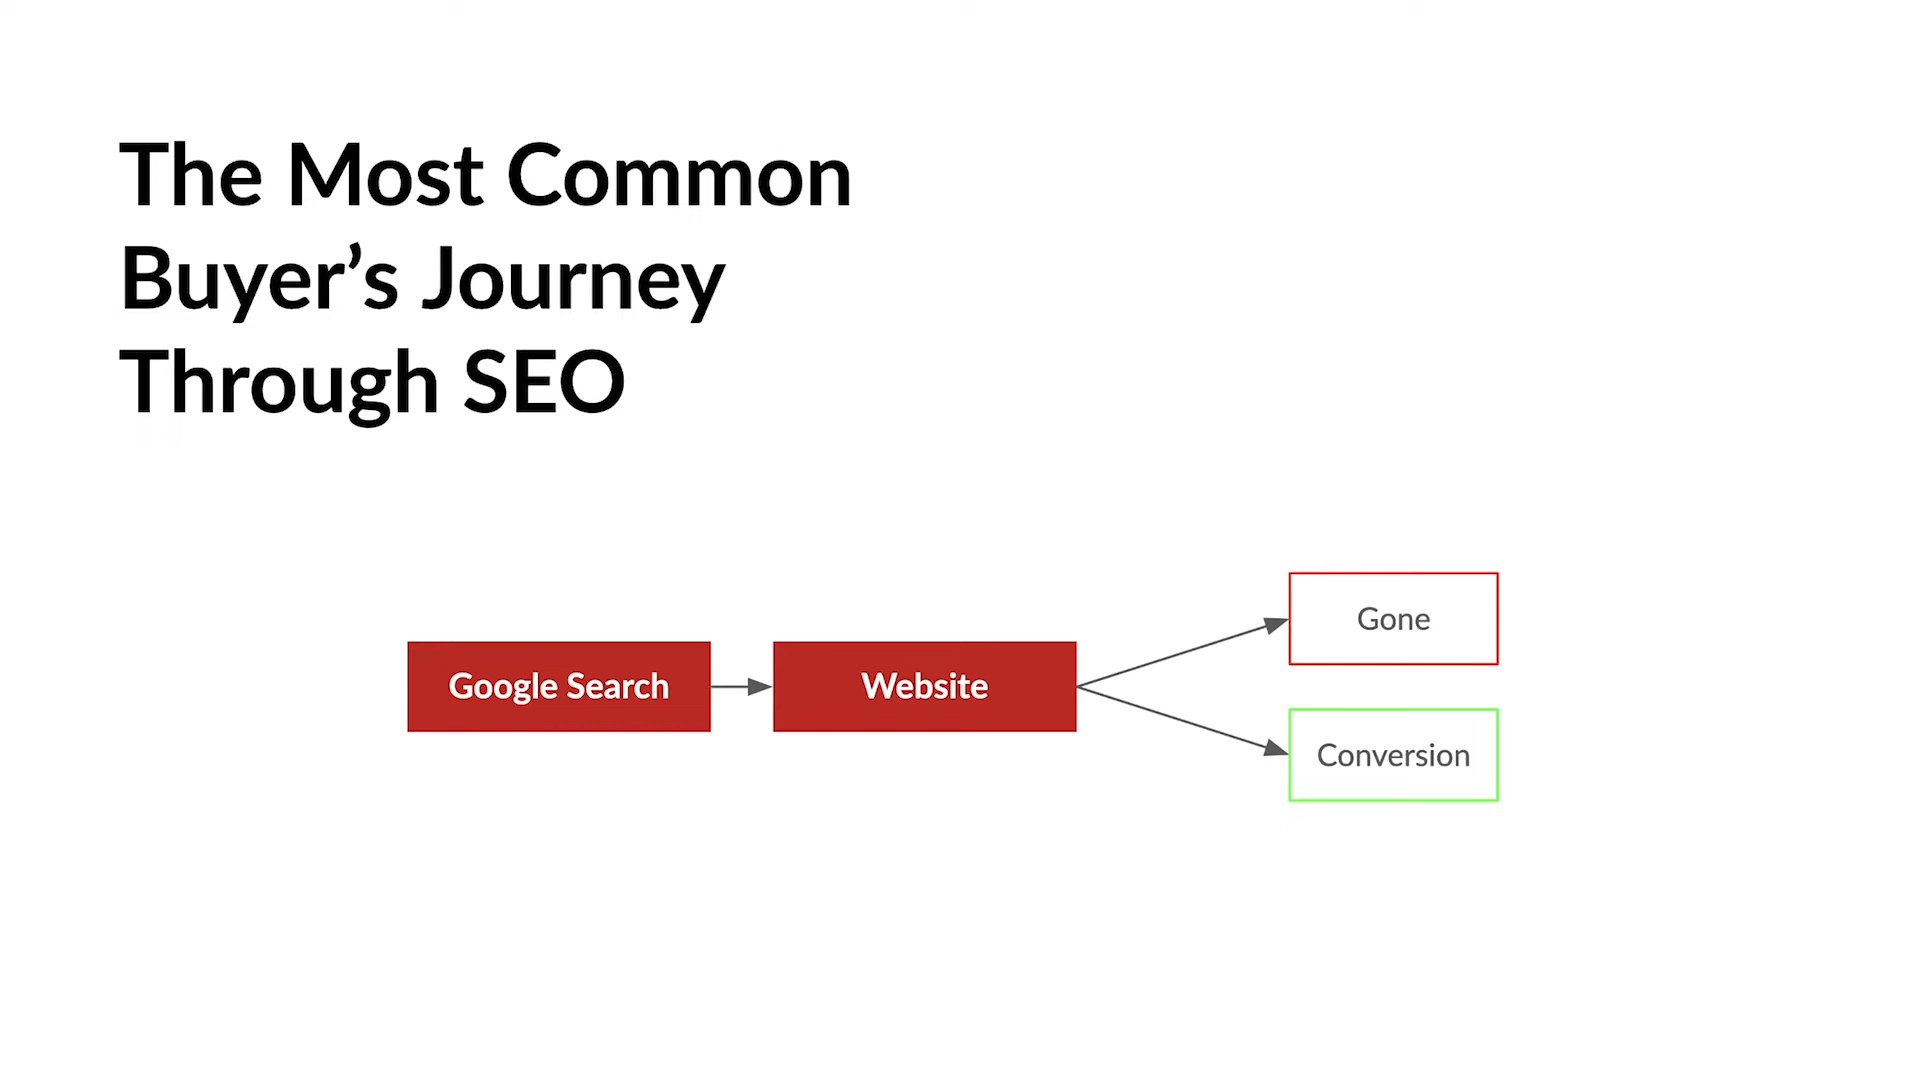 The Most Common
Buyer’s Journey
Through SEO
Google Search
Website
Gone
Conversion